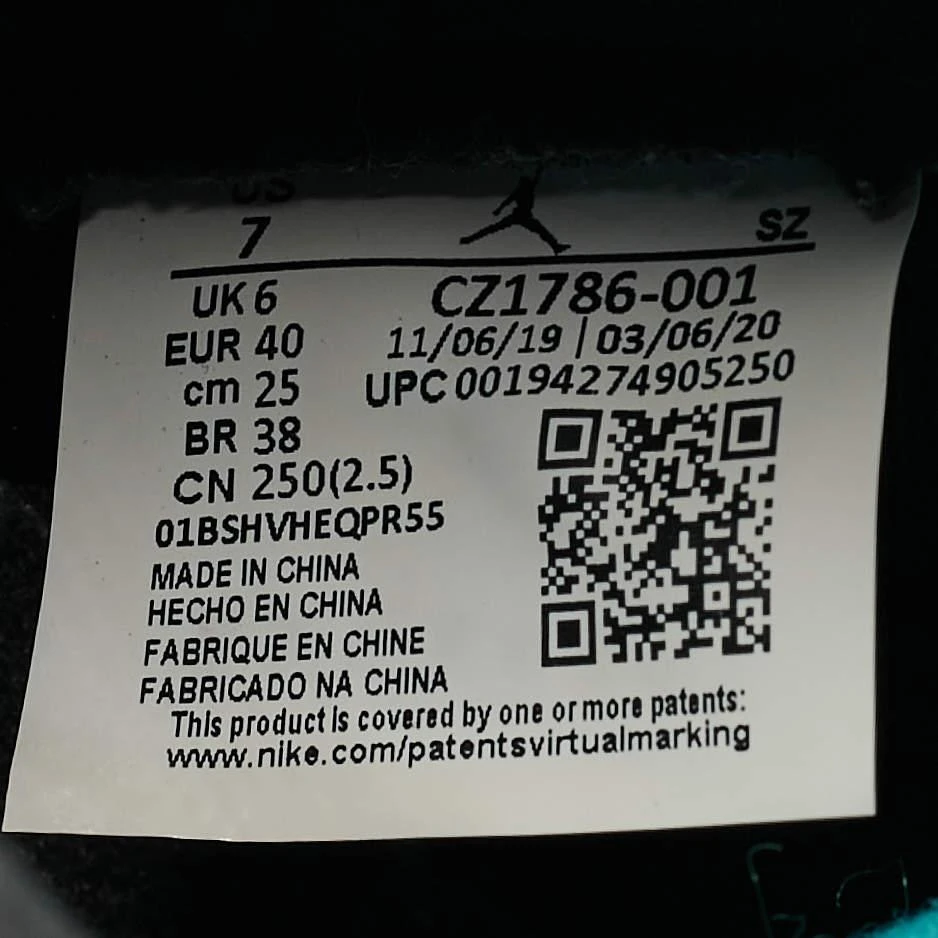 US
7
SZ
UK 6
EUR 40
cm 25
BR 38
CN 250(2.5)
CZ1786-001
11/06/19 | 03/06/20
UPC 00194274905250
01BSHVHEQPR55
MADE IN CHINA
HECHO EN CHINA
FABRIQUE EN CHINE
FABRICADO NA CHINA
This product is covered by one or more patents:
www.nike.com/patentsvirtualmarking